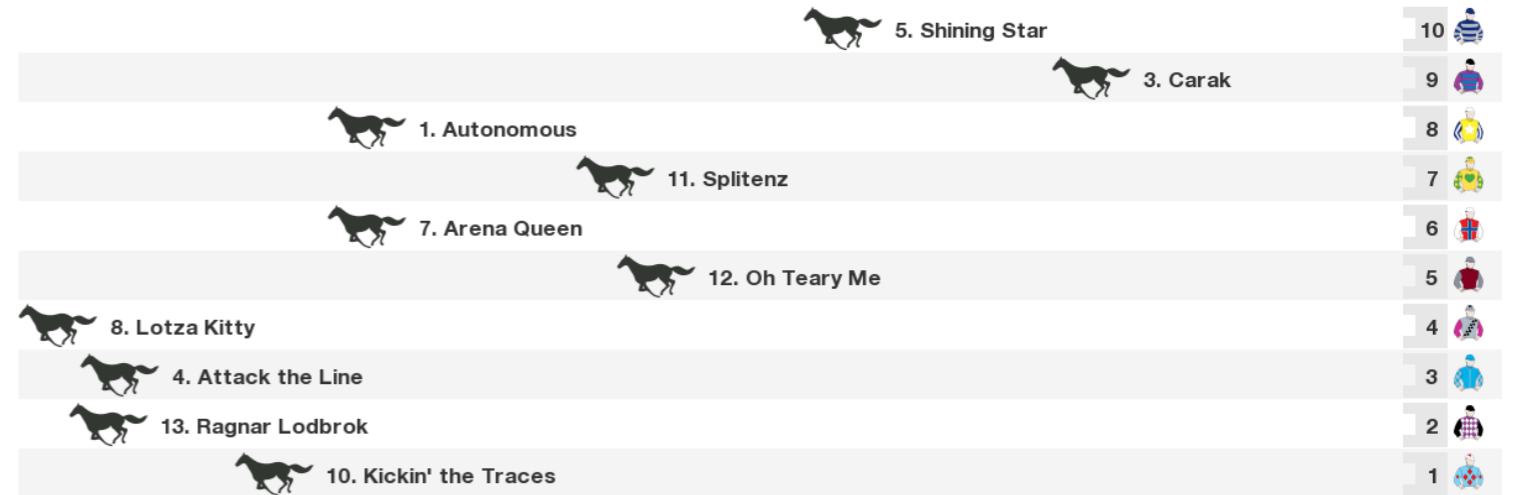 5. Shining Star 10
3. Carak 9
1. Autonomous 8
11. Splitenz 7
7. Arena Queen 6
12. Oh Teary Me 5
8. Lotza Kitty 4
4. Attack the Line 3
13. Ragnar Lodbrok 2
10. Kickin' the Traces 1